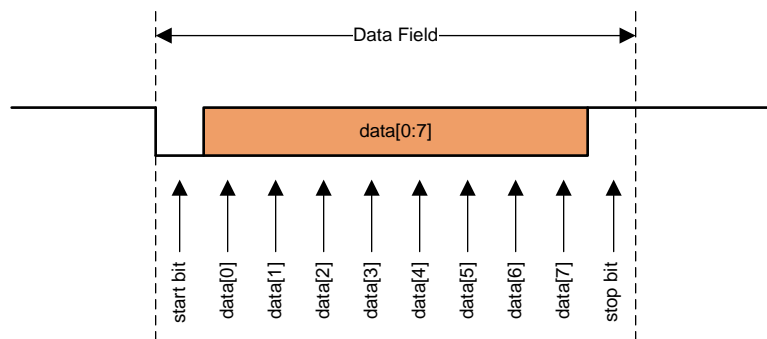 Data Field
data[0:7]
start bit
data[0]
data[1]
data[2]
data[3]
data[4]
data[5]
data[6]
data[7]
stop bit